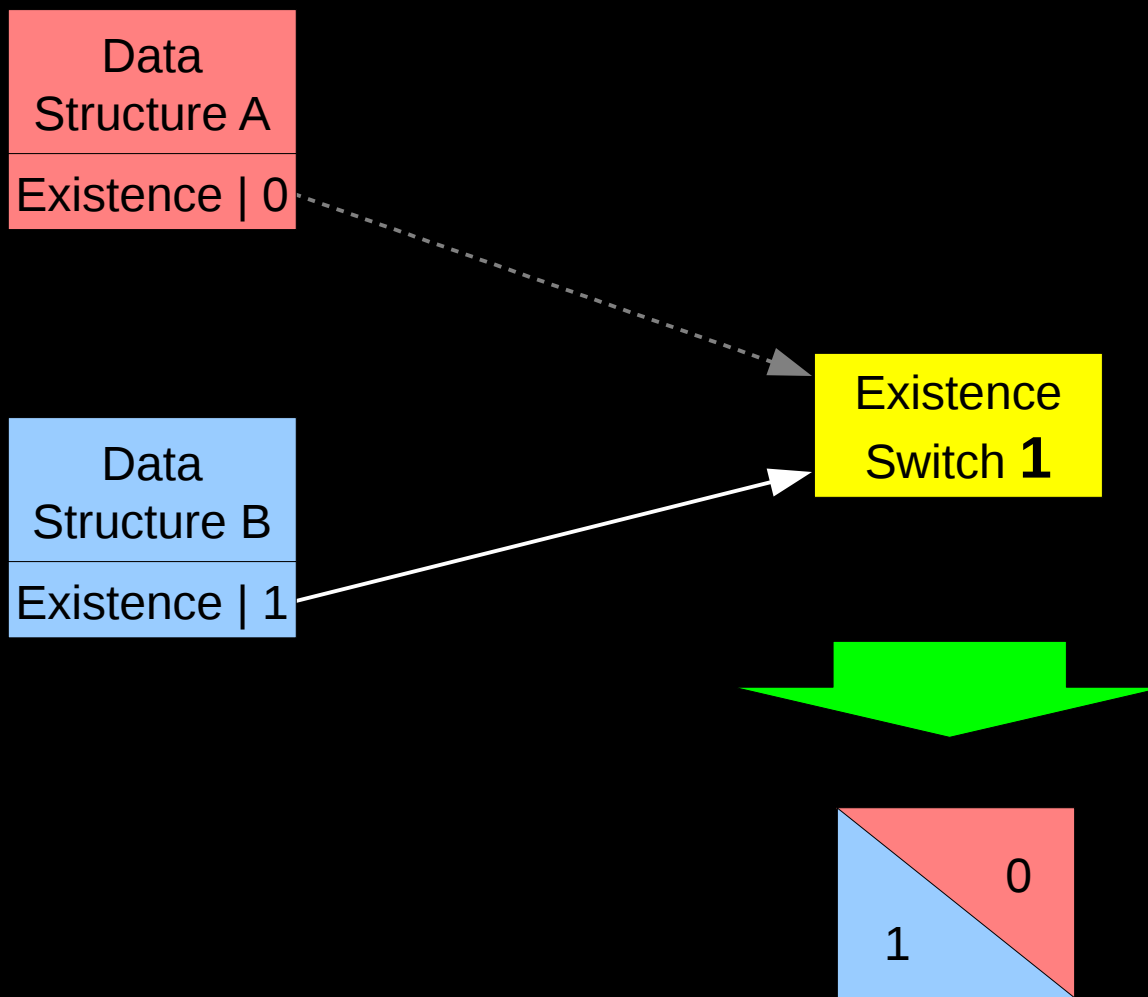 Data
Structure A
Existence | 0
Existence
Switch 1
Data
Structure B
Existence | 1
0
1